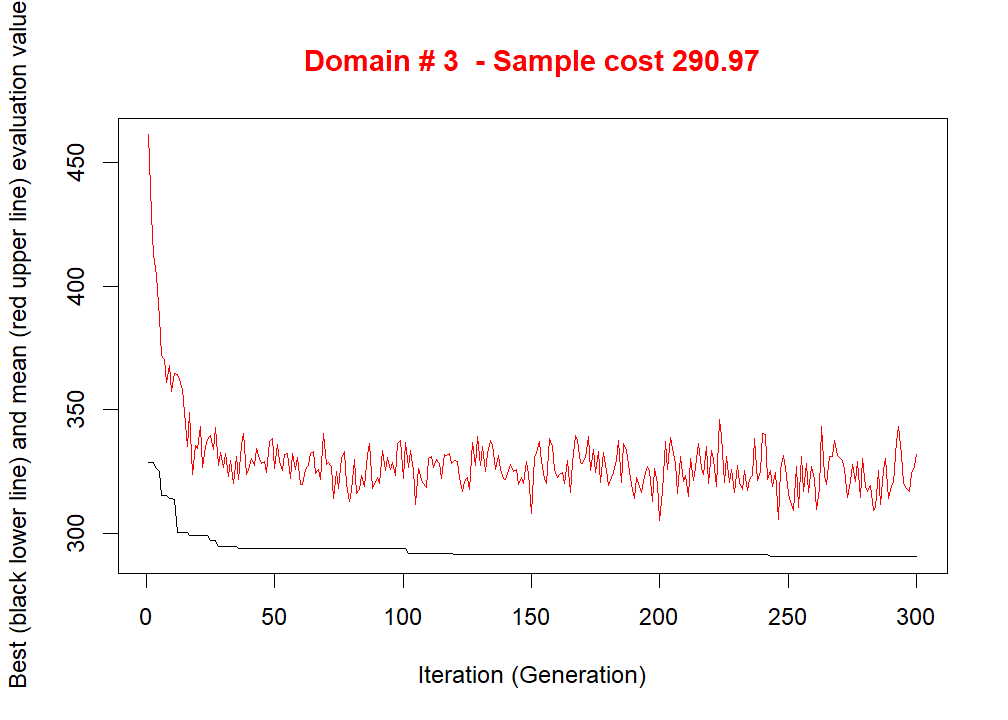 Domain # 3  - Sample cost 290.97
Best (black lower line) and mean (red upper line) evaluation value
450
400
350
300
0 50 100 150 200 250 300
Iteration (Generation)